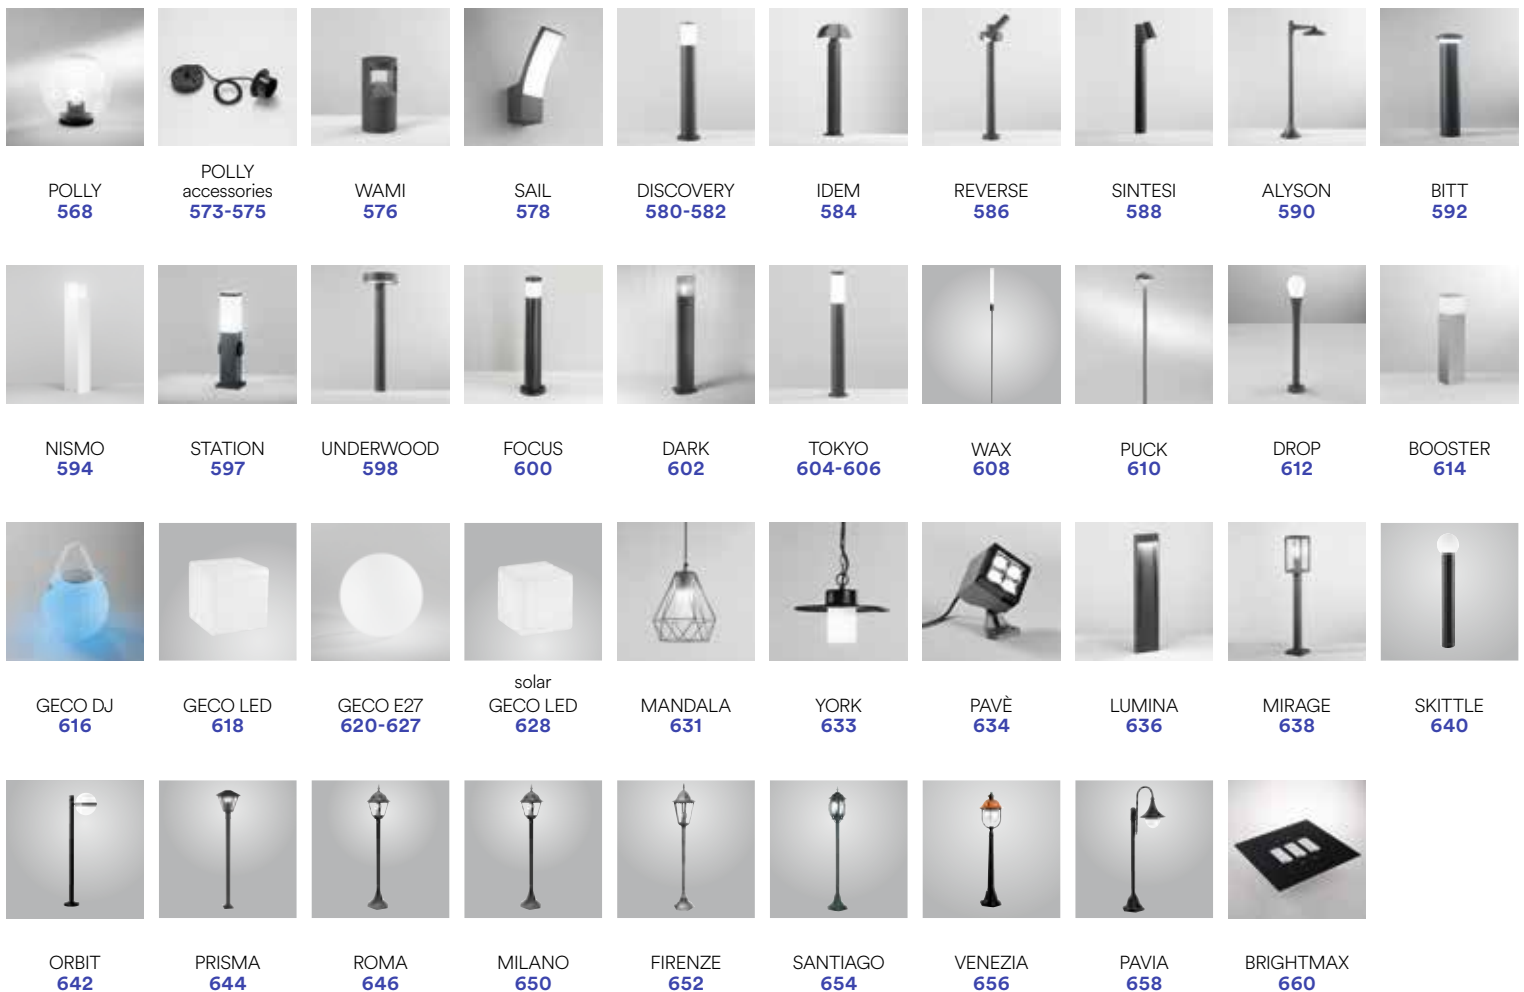 POLLY
568
POLLY
accessories
573-575
WAMI
576
SAIL
578
DISCOVERY
580-582
IDEM
584
REVERSE
586
SINTESI
588
ALYSON
590
BITT
592
NISMO
594
STATION
597
UNDERWOOD
598
FOCUS
600
DARK
602
TOKYO
604-606
WAX
608
PUCK
610
DROP
612
BOOSTER
614
GECO DJ
616
GECO LED
618
GECO E27
620-627
solar
GECO LED
628
MANDALA
631
YORK
633
PAVÈ
634
LUMINA
636
MIRAGE
638
SKITTLE
640
ORBIT
642
PRISMA
644
ROMA
646
MILANO
650
FIRENZE
652
SANTIAGO
654
VENEZIA
656
PAVIA
658
BRIGHTMAX
660